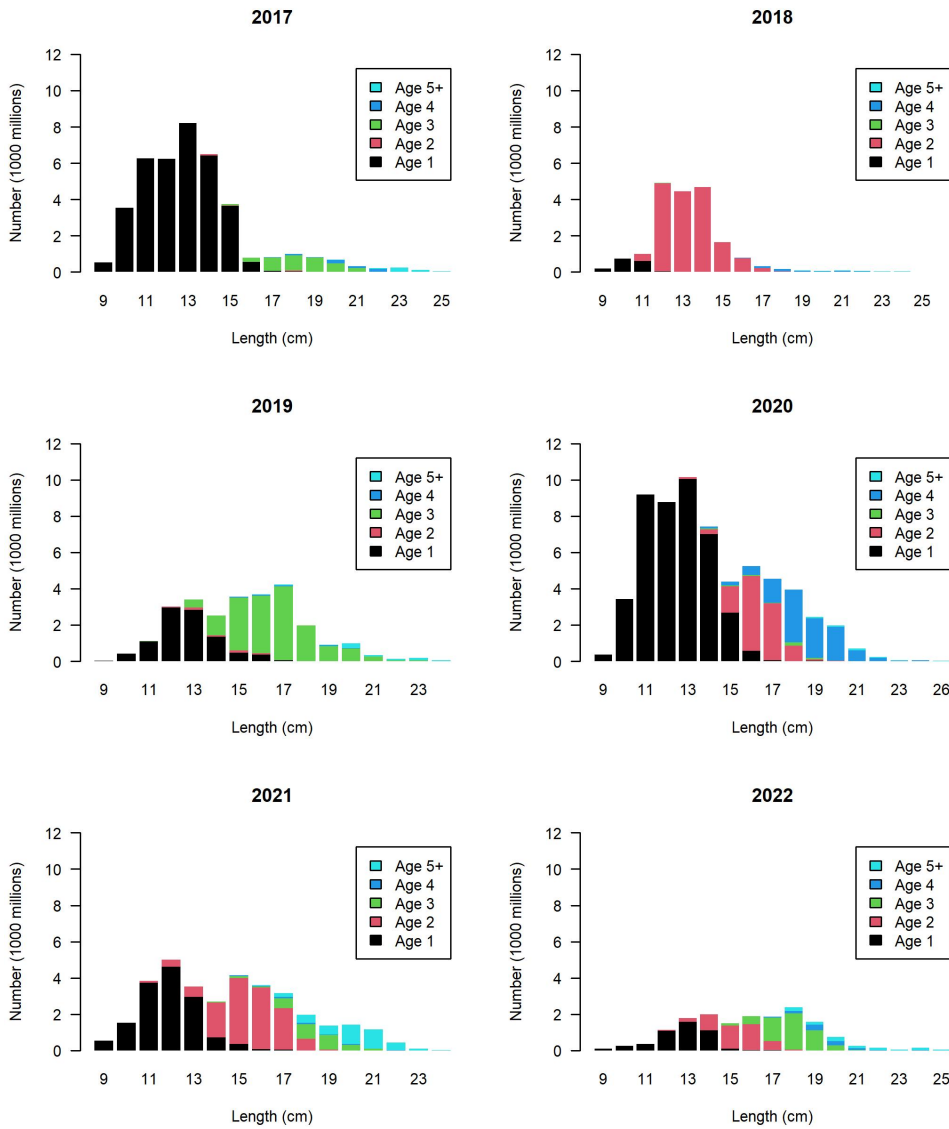 2017
Number (1000 millions)
12
10
8
6
4
2
0
Age 5+
Age 4
Age 3
Age 2
Age 1
9 11 13 15 17 19 21 23 25
Length (cm)
2018
Number (1000 millions)
12
10
8
6
4
2
0
Age 5+
Age 4
Age 3
Age 2
Age 1
9 11 13 15 17 19 21 23 25
Length (cm)
2019
Number (1000 millions)
12
10
8
6
4
2
0
Age 5+
Age 4
Age 3
Age 2
Age 1
9 11 13 15 17 19 21 23
Length (cm)
2020
Number (1000 millions)
12
10
8
6
4
2
0
Age 5+
Age 4
Age 3
Age 2
Age 1
9 11 13 15 17 19 21 24 26
Length (cm)
2021
Number (1000 millions)
12
10
8
6
4
2
0
Age 5+
Age 4
Age 3
Age 2
Age 1
9 11 13 15 17 19 21 23
Length (cm)
2022
Number (1000 millions)
12
10
8
6
4
2
0
Age 5+
Age 4
Age 3
Age 2
Age 1
9 11 13 15 17 19 21 23 25
Length (cm)